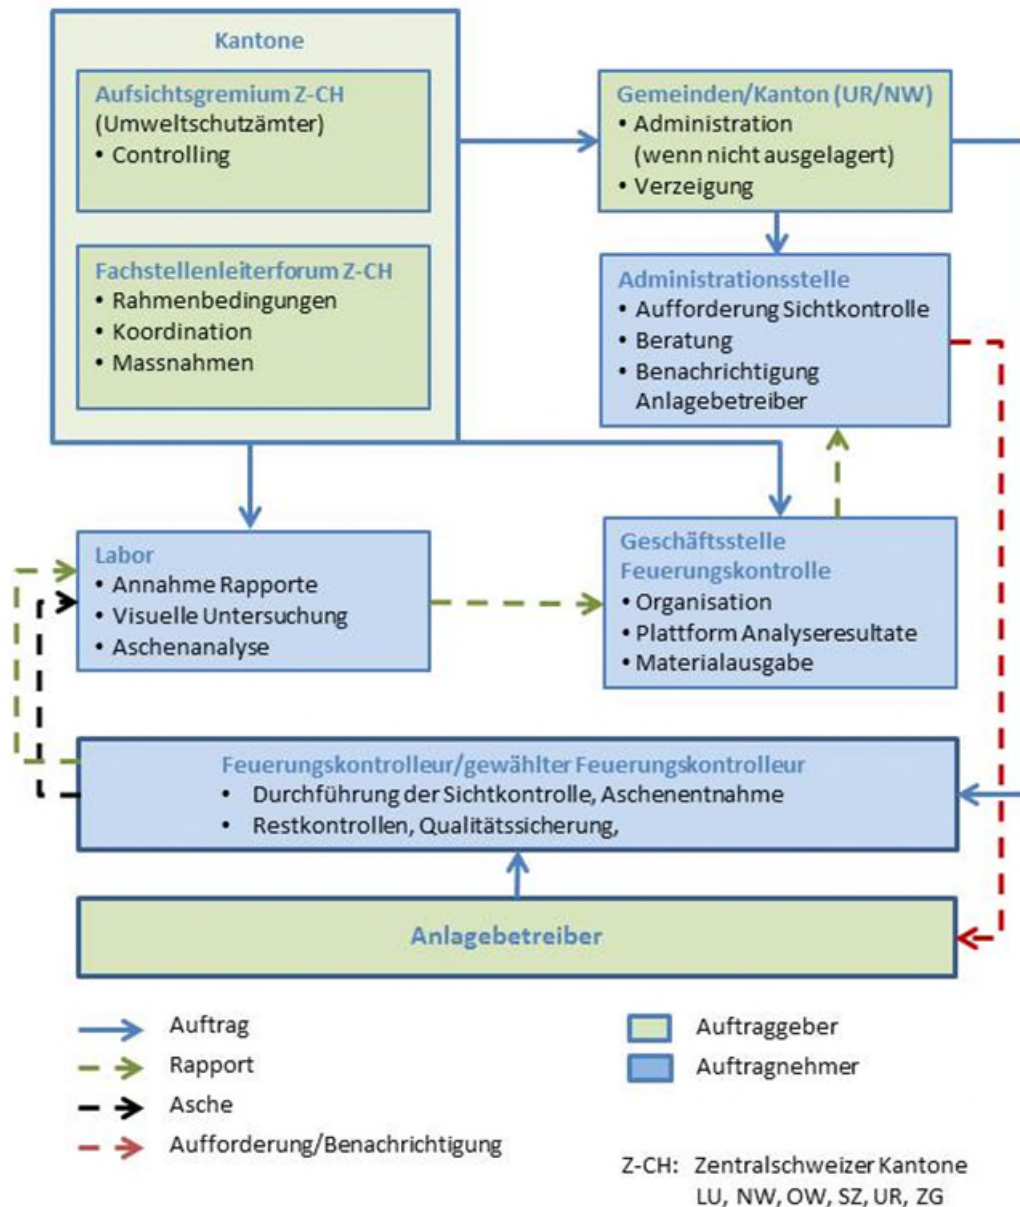 Kantone
Aufsichtsgremium Z-CH
(Umweltschutzämter)
• Controlling
Fachstellenleiterforum Z-CH
• Rahmenbedingungen
• Koordination
• Massnahmen
Gemeinden/Kanton (UR/NW)
• Administration
(wenn nicht ausgelagert)
• Verzeigung
Administrationsstelle
• Aufforderung Sichtkontrolle
• Beratung
• Benachrichtigung
Anlagebetreiber
Labor
• Annahme Rapporte
• Visuelle Untersuchung
• Aschenanalyse
Geschäftsstelle
Feuerungskontrolle
• Organisation
• Plattform Analyseresultate
• Materialausgabe
Feuerungskontrolleur/gewählter Feuerungskontrolleur
• Durchführung der Sichtkontrolle, Aschenentnahme
• Restkontrollen, Qualitätssicherung,
Anlagebetreiber
Auftrag
Rapport
Asche
Aufforderung/Benachrichtigung
Auftraggeber
Auftragnehmer
Z-CH: Zentralschweizer Kantone
LU, NW, OW, SZ, UR, ZG